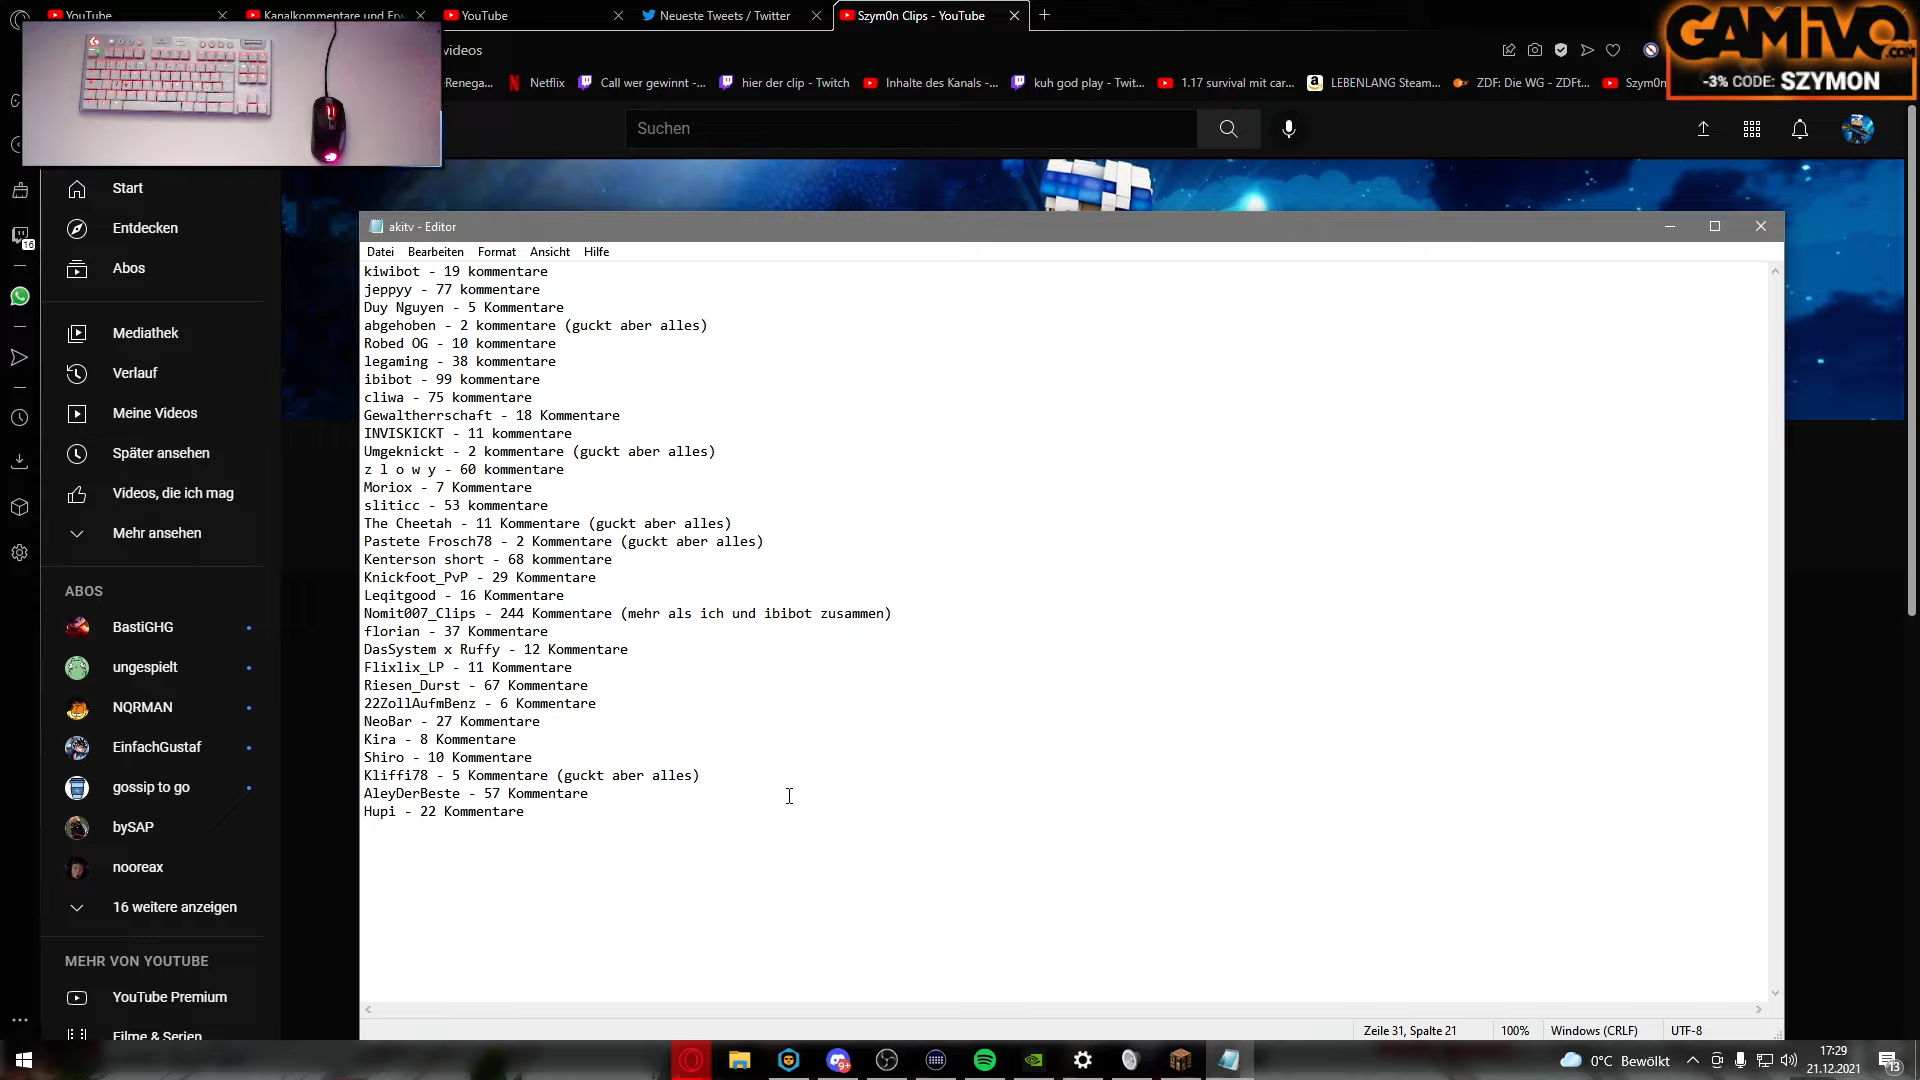 YouTube
Kanalkommentare und Erw
YouTube
Neueste Tweets / Twitter
Szym0n Clips - YouTube
videos
GAMiVO.COM
-3% CODE: SZYMON
Renega...
Netflix
Call wer gewinnt -...
hier der clip - Twitch
Inhalte des Kanals -...
kuh god play - Twit...
1.17 survival mit car...
LEBENLANG Steam...
ZDF: Die WG - ZDFt...
Szym0n
Suchen
16
Start
Entdecken
Abos
Mediathek
Verlauf
Meine Videos
Später ansehen
Videos, die ich mag
Mehr ansehen
ABOS
BastiGHG
ungespielt
NQRMAN
EinfachGustaf
gossip to go
bySAP
nooreax
16 weitere anzeigen
MEHR VON YOUTUBE
YouTube Premium
Filme & Serien
akitv - Editor
Datei Bearbeiten Format Ansicht Hilfe
kiwibot - 19 kommentare
jeppyy - 77 kommentare
Duy Nguyen - 5 Kommentare
abgehoben - 2 kommentare (guckt aber alles)
Robed OG - 10 kommentare
legaming - 38 kommentare
ibibot - 99 kommentare
cliwa - 75 kommentare
Gewaltherrschaft - 18 Kommentare
INVISKICKT - 11 kommentare
Umgeknickt - 2 kommentare (guckt aber alles)
z l o w y - 60 kommentare
Moriox - 7 Kommentare
sliticc - 53 kommentare
The Cheetah - 11 Kommentare (guckt aber alles)
Pastete Frosch78 - 2 Kommentare (guckt aber alles)
Kenterson short - 68 kommentare
Knickfoot_PvP - 29 Kommentare
Leqitgood - 16 Kommentare
Nomit007_Clips - 244 Kommentare (mehr als ich und ibibot zusammen)
florian - 37 Kommentare
DasSystem x Ruffy - 12 Kommentare
Flixlix_LP - 11 Kommentare
Riesen_Durst - 67 Kommentare
22ZollAufmBenz - 6 Kommentare
NeoBar - 27 Kommentare
Kira - 8 Kommentare
Shiro - 10 Kommentare
Kliffi78 - 5 Kommentare (guckt aber alles)
AleyDerBeste - 57 Kommentare
Hupi - 22 Kommentare
Zeile 31, Spalte 21
100%
Windows (CRLF)
UTF-8
9+
0°C Bewölkt
17:29
21.12.2021
13